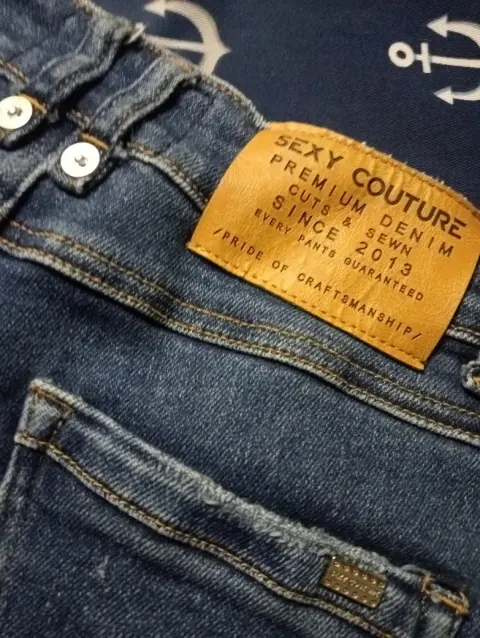 SEXY COUTURE
PREMIUM DENIM
CUTS & SEWN
SINCE 2013
EVERY PANTS GUARANTEED
/PRIDE OF CRAFTSMANSHIP/